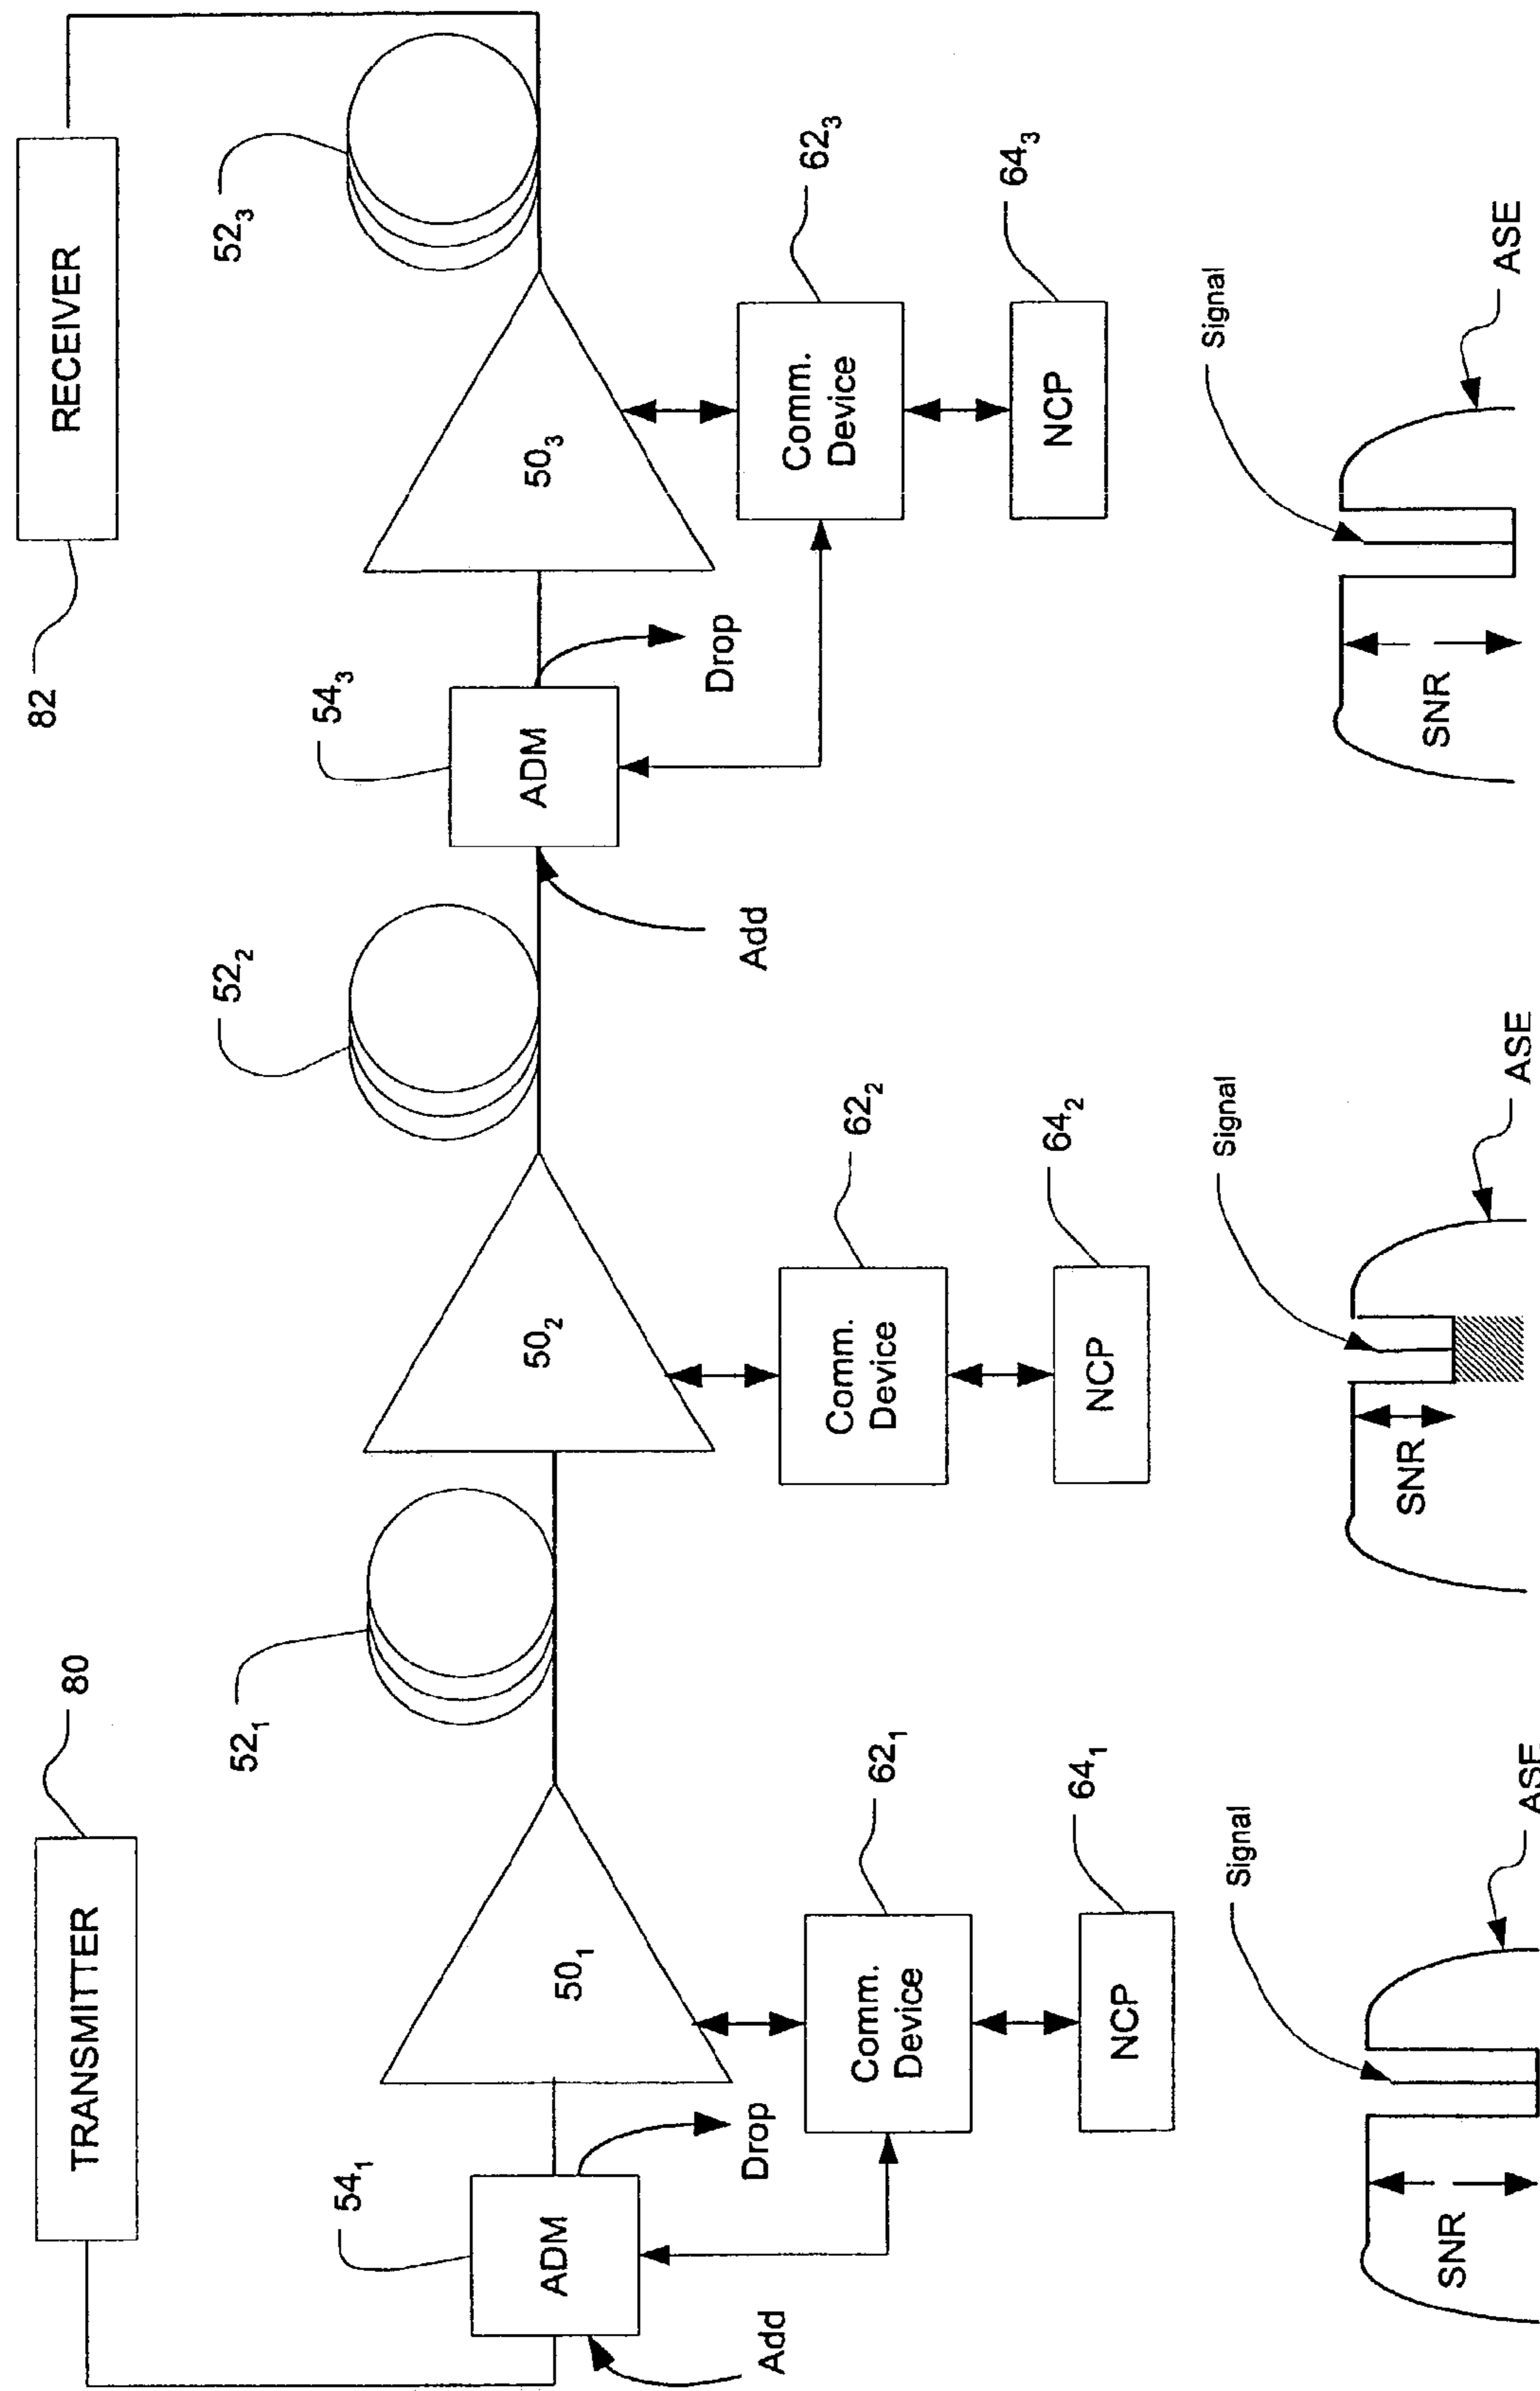 TRANSMITTER
80
RECEIVER
82
52₁
52₂
52₃
54₁
ADM
Add
Drop
50₁
50₂
54₃
ADM
Add
Drop
50₃
Comm.
Device
62₁
Comm.
Device
62₂
Comm.
Device
62₃
NCP
64₁
NCP
64₂
NCP
64₃
SNR
Signal
ASE
SNR
Signal
ASE
SNR
Signal
ASE